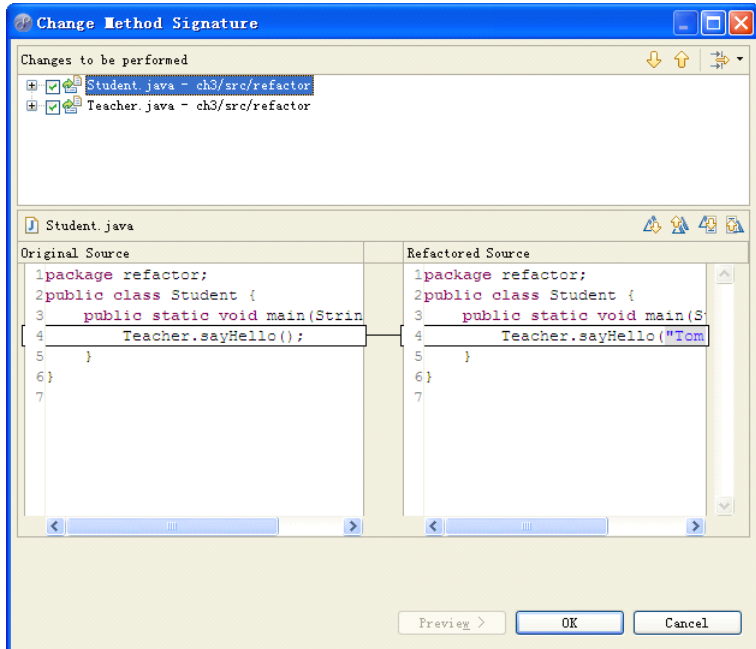 Change Method Signature
Changes to be performed
Student.java - ch3/src/refactor
Teacher.java - ch3/src/refactor
Student.java
Original Source
1package refactor;
2public class Student {
3 public static void main(Strin
4 Teacher.sayHello();
5 }
6}
7
Refactored Source
1package refactor;
2public class Student {
3 public static void main(S
4 Teacher.sayHello("Tom
5 }
6}
7
Preview >
OK
Cancel